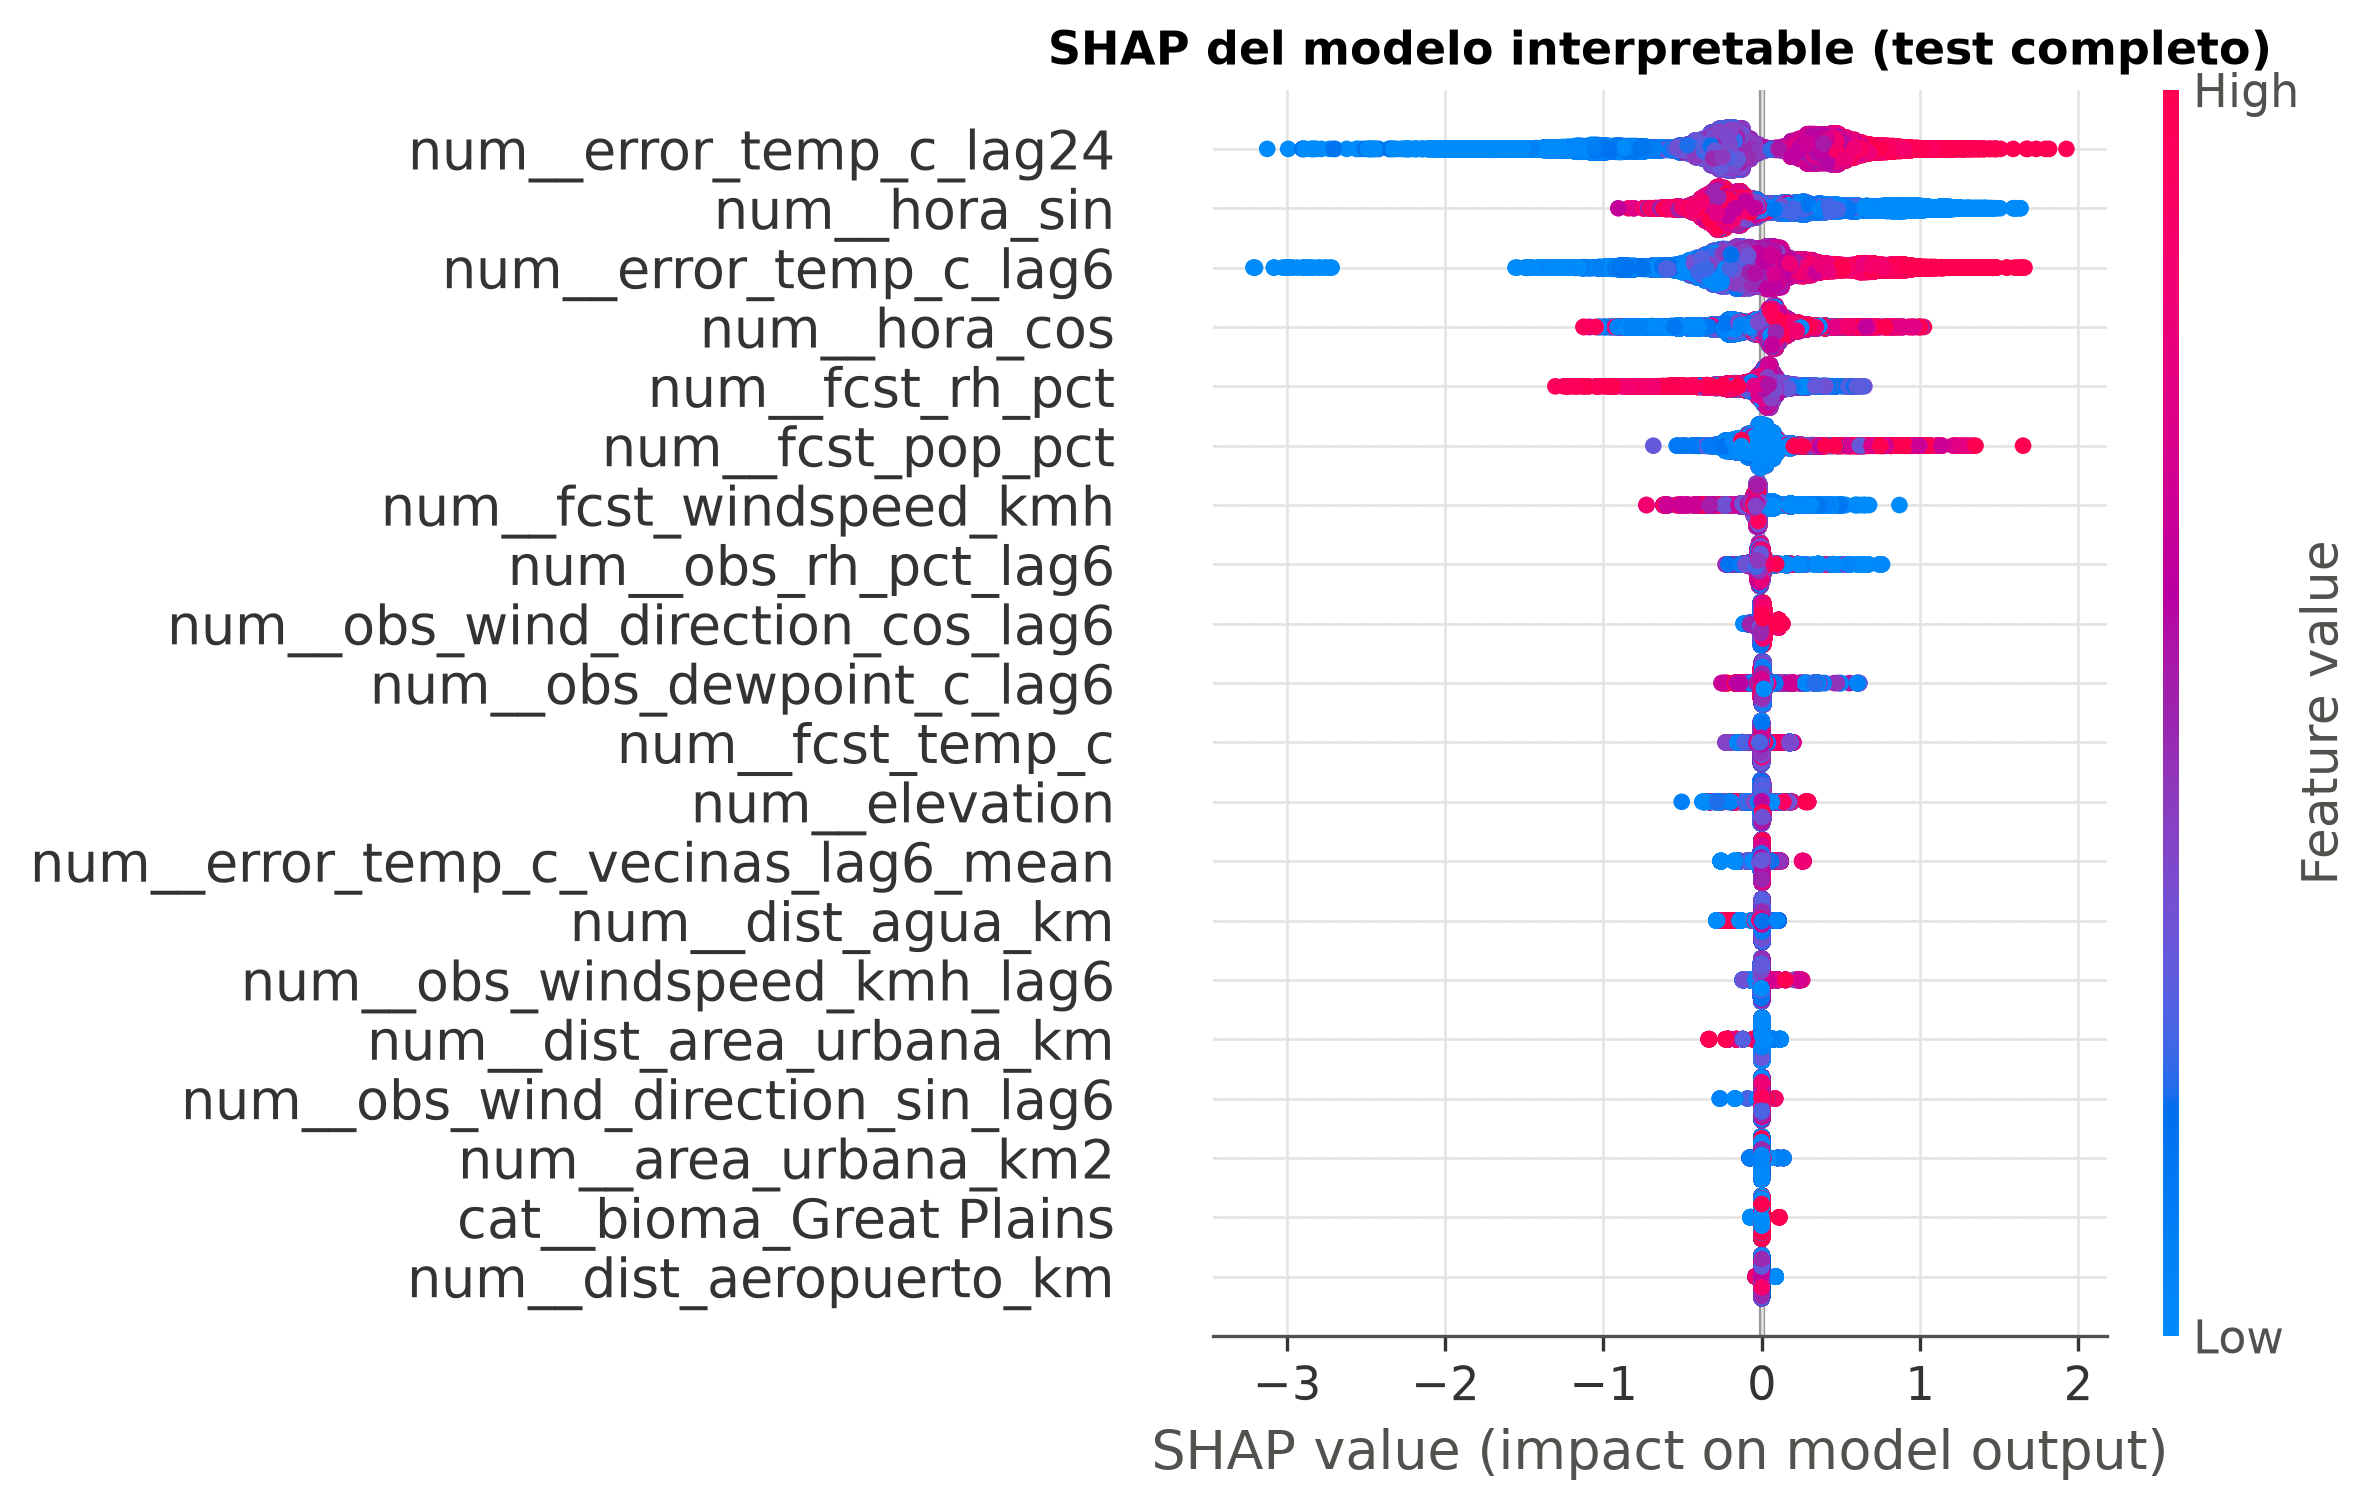 SHAP del modelo interpretable (test completo)
High
num__error_temp_c_lag24
num__hora_sin
num__error_temp_c_lag6
num__hora_cos
num__fcst_rh_pct
num__fcst_pop_pct
num__fcst_windspeed_kmh
num__obs_rh_pct_lag6
num__obs_wind_direction_cos_lag6
num__obs_dewpoint_c_lag6
num__fcst_temp_c
num__elevation
num__error_temp_c_vecinas_lag6_mean
num__dist_agua_km
num__obs_windspeed_kmh_lag6
num__dist_area_urbana_km
num__obs_wind_direction_sin_lag6
num__area_urbana_km2
cat__bioma_Great Plains
num__dist_aeropuerto_km
Feature value
Low
−3 −2 −1 0 1 2
SHAP value (impact on model output)